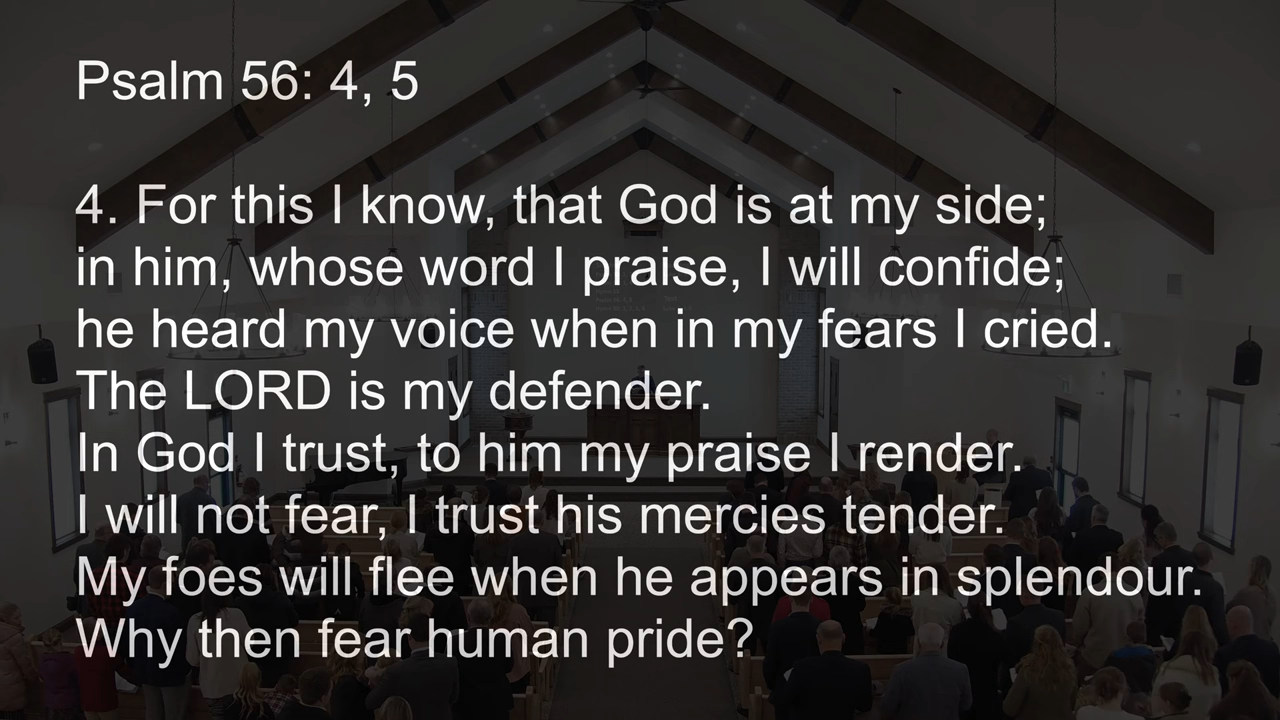 Psalm 56: 4, 5
4. For this I know, that God is at my side;
in him, whose word I praise, I will confide;
he heard my voice when in my fears I cried.
The LORD is my defender.
In God I trust, to him my praise I render.
I will not fear, I trust his mercies tender.
My foes will flee when he appears in splendour.
Why then fear human pride?